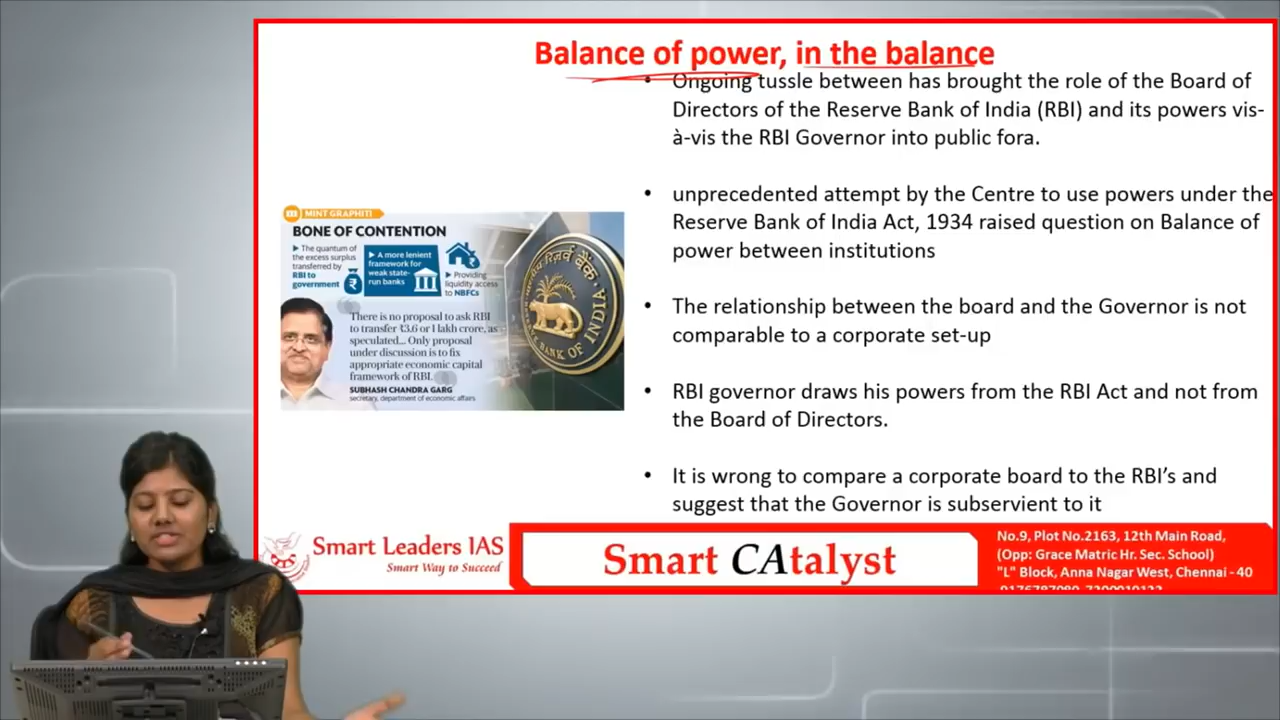 Balance of power, in the balance
• Ongoing tussle between has brought the role of the Board of
Directors of the Reserve Bank of India (RBI) and its powers vis-
à-vis the RBI Governor into public fora.
• unprecedented attempt by the Centre to use powers under the
Reserve Bank of India Act, 1934 raised question on Balance of
power between institutions
• The relationship between the board and the Governor is not
comparable to a corporate set-up
• RBI governor draws his powers from the RBI Act and not from
the Board of Directors.
• It is wrong to compare a corporate board to the RBI’s and
suggest that the Governor is subservient to it
MINT GRAPHITI
BONE OF CONTENTION
The quantum of
the excess surplus
transferred by
RBI to
government
A more lenient
framework for
weak state-
run banks
Providing
liquidity access
to NBFCs
There is no proposal to ask RBI
to transfer ₹3.6 or 1 lakh crore, as
speculated... Only proposal
under discussion is to fix
appropriate economic capital
framework of RBI.
SUBHASH CHANDRA GARG
secretary, department of economic affairs
भारतीय रिज़र्व बैंक
BANK OF INDIA
Smart Leaders IAS
Smart Way to Succeed
Smart CAtalyst
No.9, Plot No.2163, 12th Main Road,
(Opp: Grace Matric Hr. Sec. School)
"L" Block, Anna Nagar West, Chennai - 40